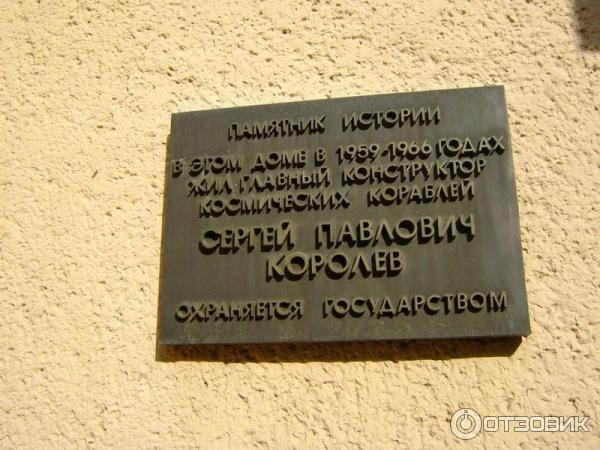 ПАМЯТНИК ИСТОРИИ
В ЭТОМ ДОМЕ В 1959-1966 ГОДАХ
ЖИЛ ГЛАВНЫЙ КОНСТРУКТОР
КОСМИЧЕСКИХ КОРАБЛЕЙ
СЕРГЕЙ ПАВЛОВИЧ
КОРОЛЕВ
ОХРАНЯЕТСЯ ГОСУДАРСТВОМ
ОТЗОВИК